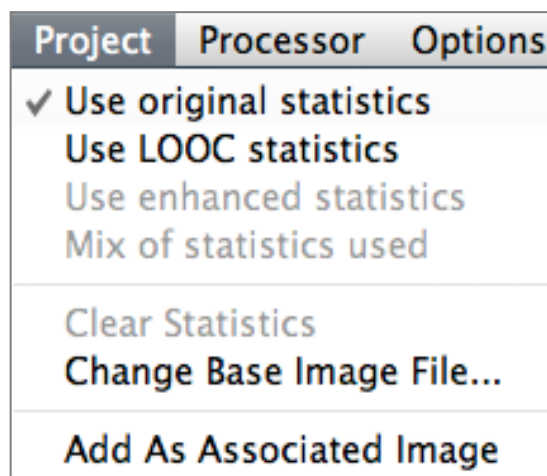 Project Processor Options
✓ Use original statistics
Use LOOC statistics
Use enhanced statistics
Mix of statistics used
Clear Statistics
Change Base Image File...
Add As Associated Image